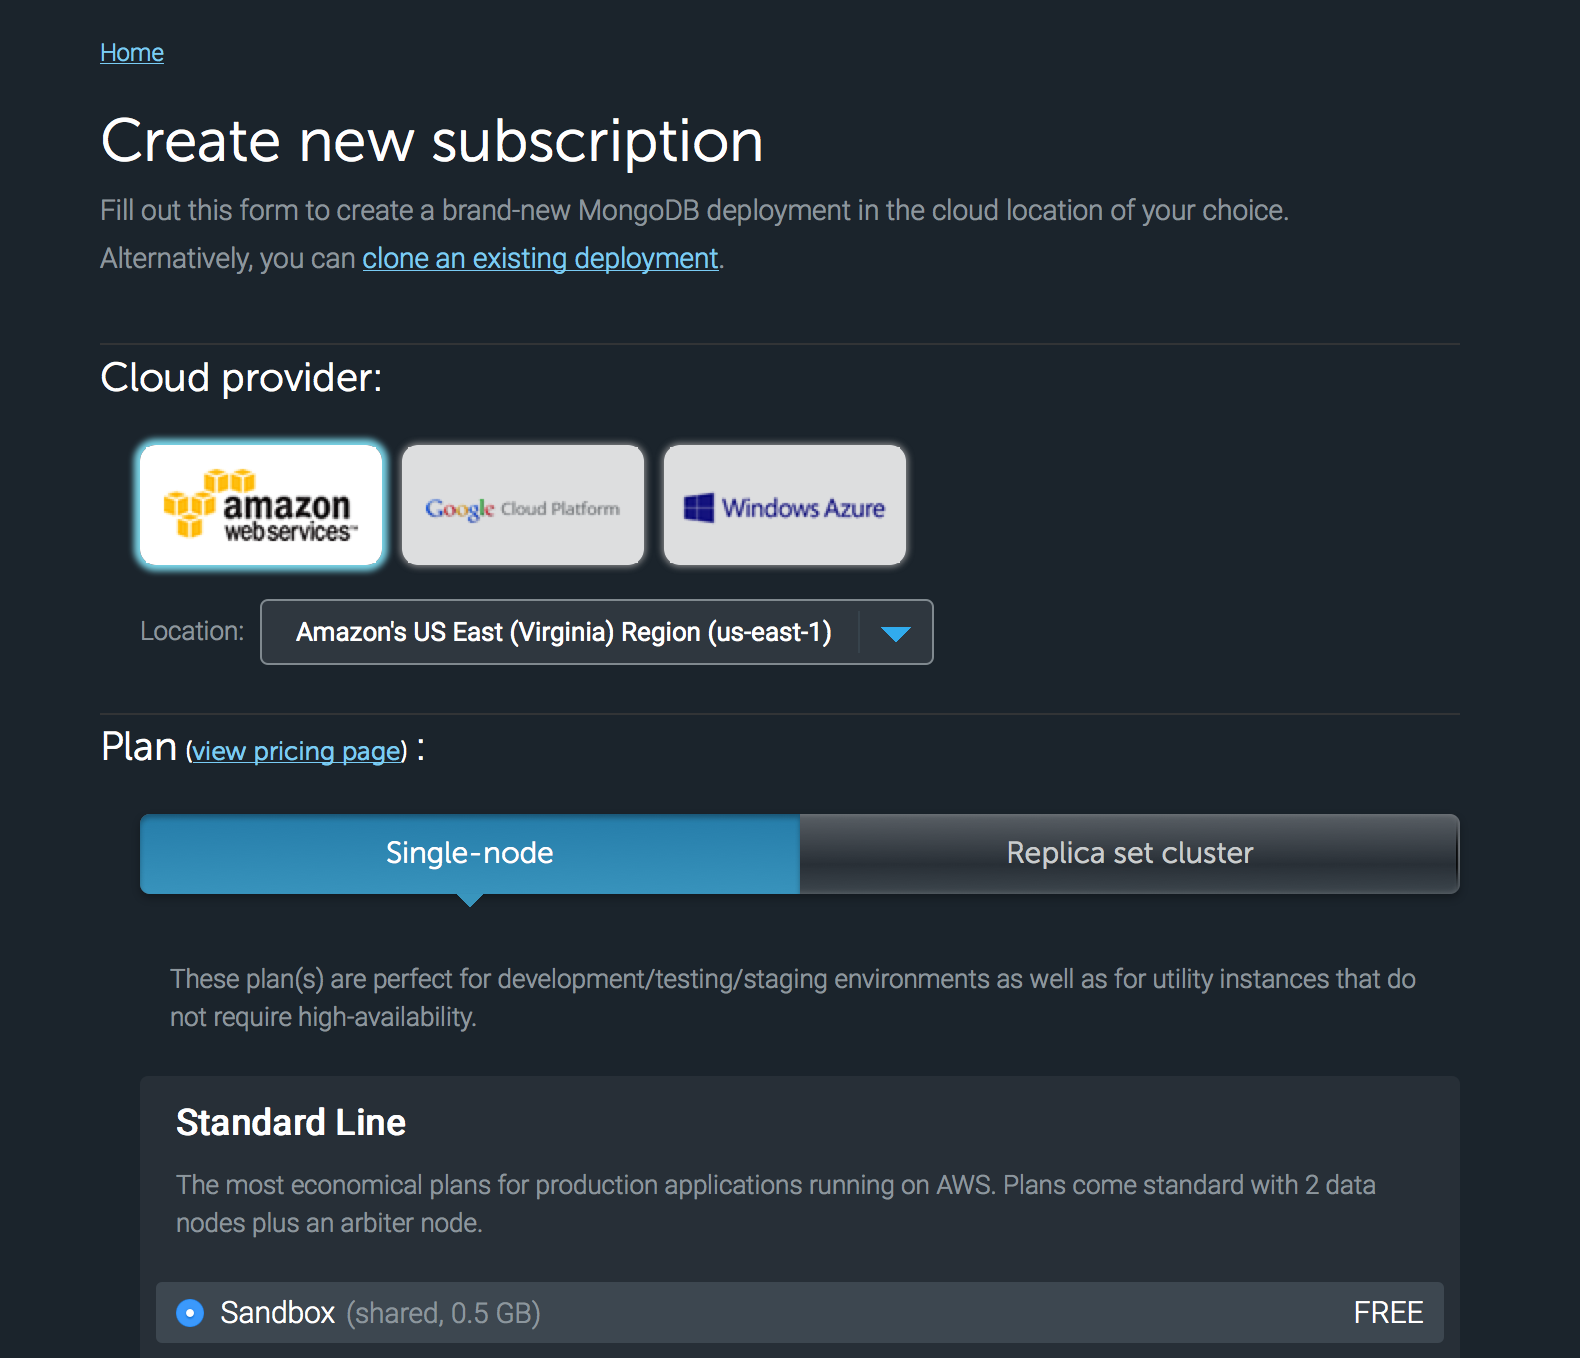 Home
Create new subscription
Fill out this form to create a brand-new MongoDB deployment in the cloud location of your choice.
Alternatively, you can clone an existing deployment.
Cloud provider:
amazon
webservices™
Google Cloud Platform
Windows Azure
Location: Amazon's US East (Virginia) Region (us-east-1)
Plan (view pricing page) :
Single-node
Replica set cluster
These plan(s) are perfect for development/testing/staging environments as well as for utility instances that do
not require high-availability.
Standard Line
The most economical plans for production applications running on AWS. Plans come standard with 2 data
nodes plus an arbiter node.
Sandbox (shared, 0.5 GB) FREE